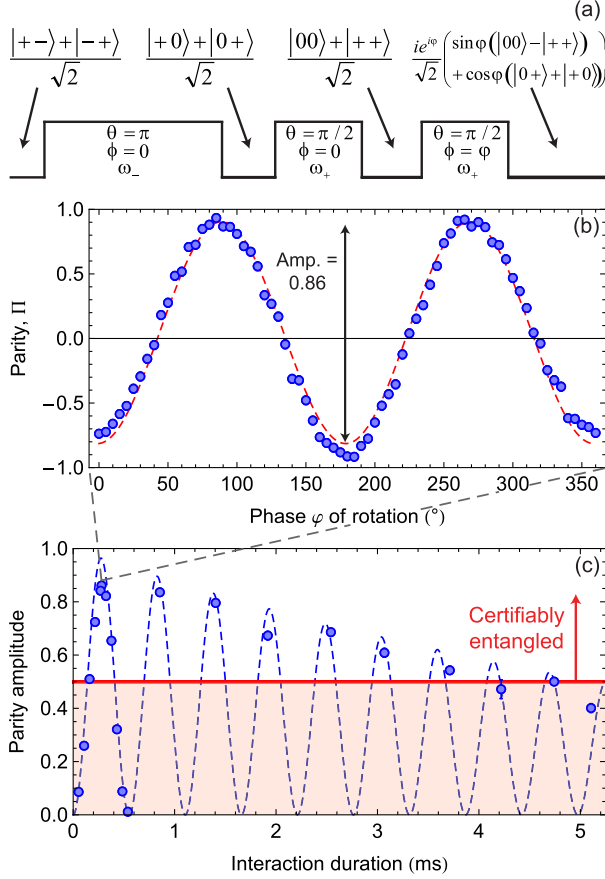 (a)
|+−⟩+|−+⟩ / √2
|+0⟩+|0+⟩ / √2
|00⟩+|++⟩ / √2
ie^{iφ} / √2 ( sinφ(|00⟩−|++⟩) + cosφ(|0+⟩+|+0⟩) )
θ = π
ϕ = 0
ω₋
θ = π/2
ϕ = 0
ω₊
θ = π/2
ϕ = φ
ω₊
(b)
Parity, Π
1.0
0.5
0.0
−0.5
−1.0
Amp. =
0.86
0 50 100 150 200 250 300 350
Phase φ of rotation (°)
(c)
Parity amplitude
1.0
0.8
0.6
0.4
0.2
0.0
Certifiably
entangled
0 1 2 3 4 5
Interaction duration (ms)